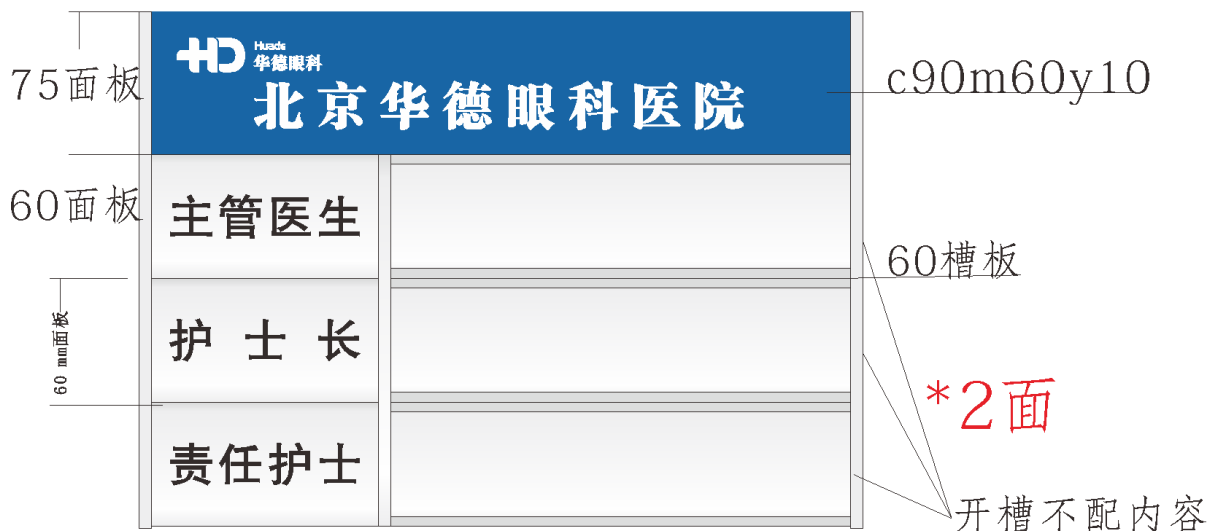 Huade
华德眼科
北京华德眼科医院
75面板
c90m60y10
60面板
主管医生
60槽板
60 mm面板
护士长
*2面
责任护士
开槽不配内容